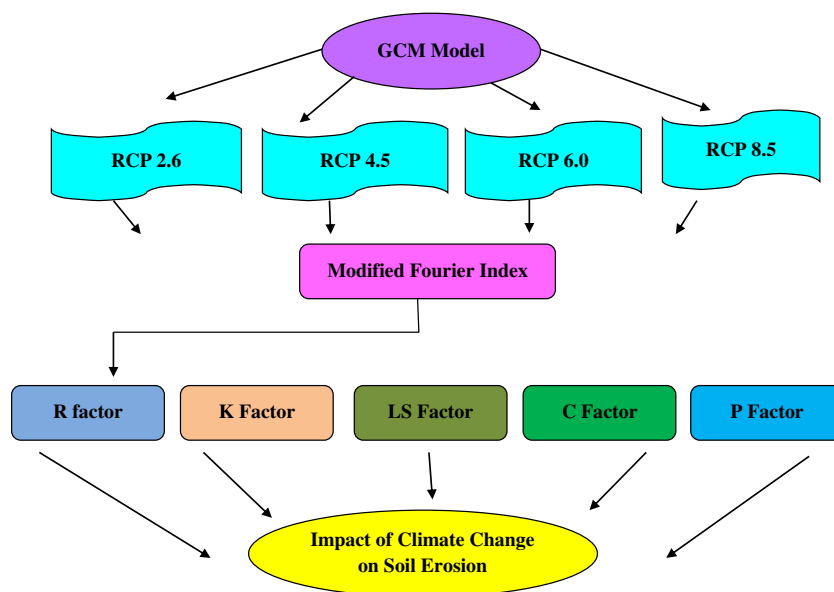 GCM Model
RCP 2.6
RCP 4.5
RCP 6.0
RCP 8.5
Modified Fourier Index
R factor
K Factor
LS Factor
C Factor
P Factor
Impact of Climate Change
on Soil Erosion